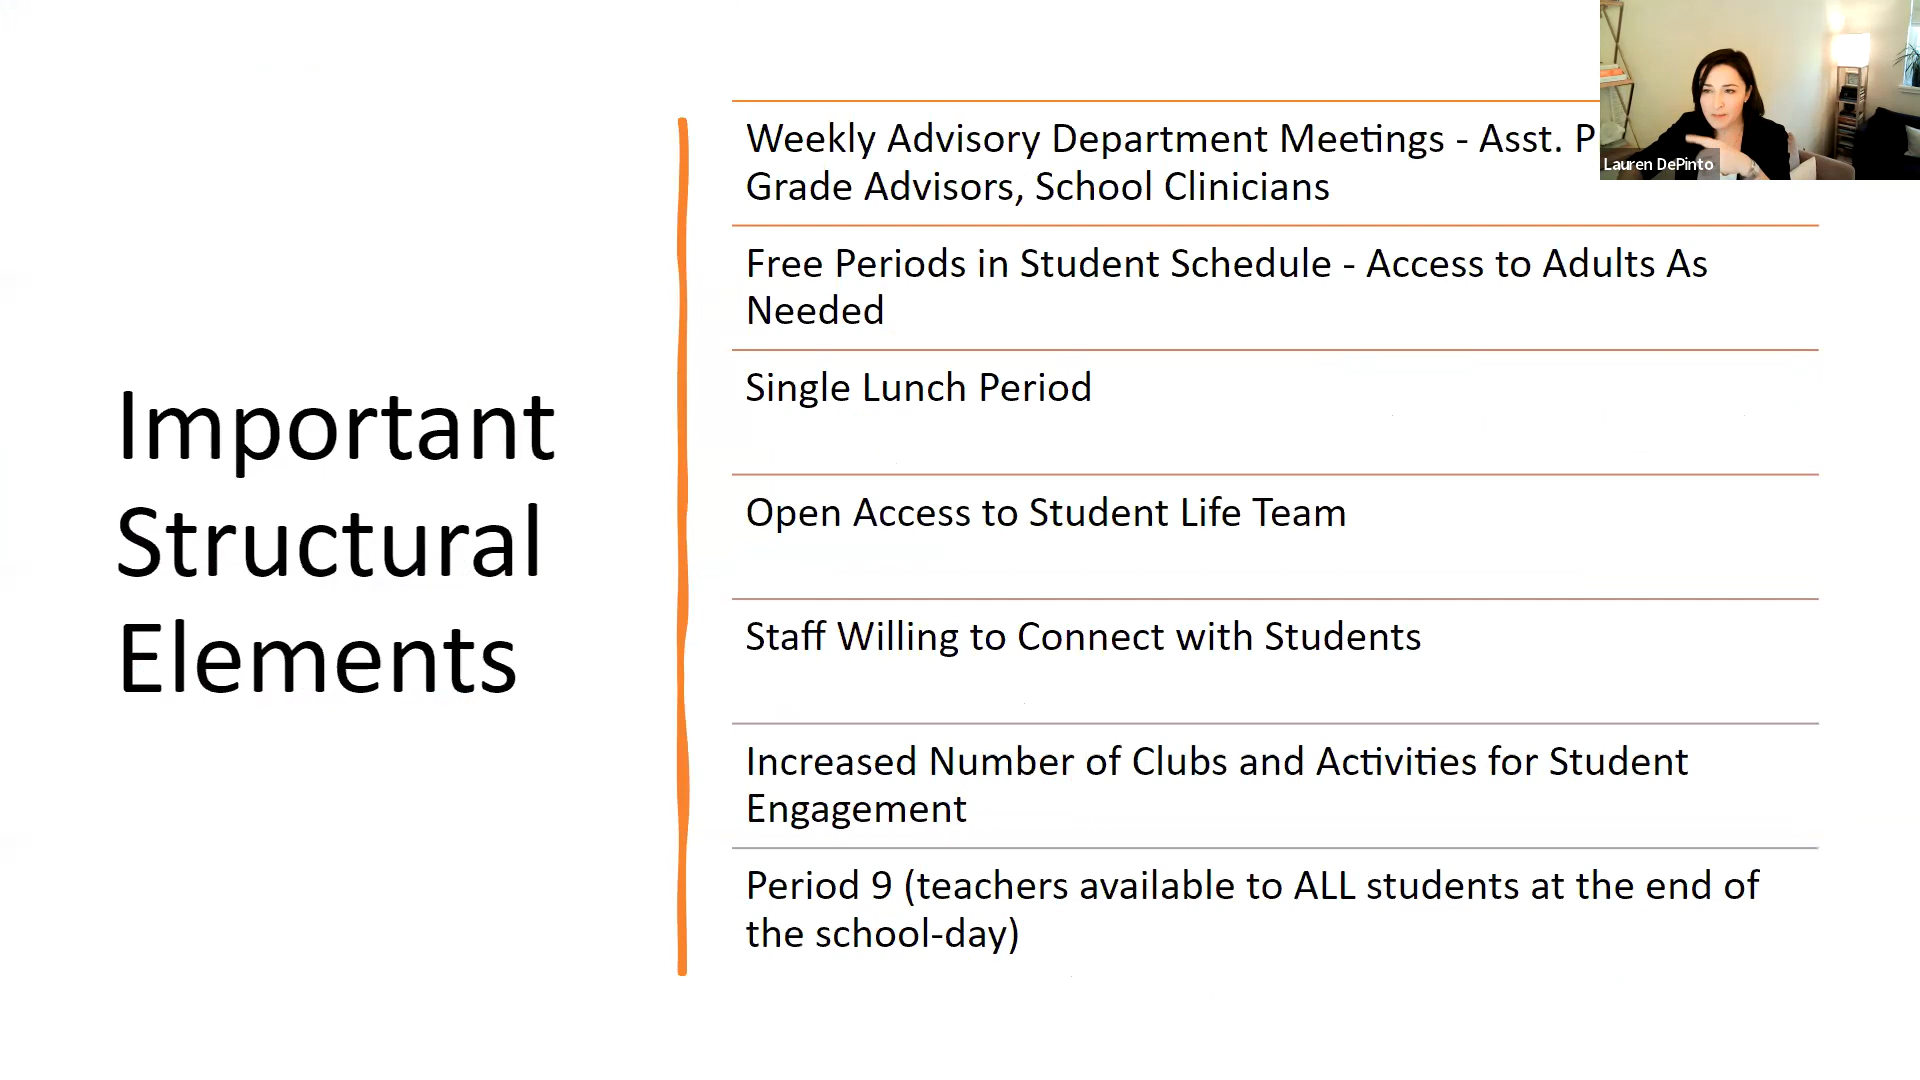 Important
Structural
Elements
Weekly Advisory Department Meetings - Asst. P
Grade Advisors, School Clinicians
Free Periods in Student Schedule - Access to Adults As
Needed
Single Lunch Period
Open Access to Student Life Team
Staff Willing to Connect with Students
Increased Number of Clubs and Activities for Student
Engagement
Period 9 (teachers available to ALL students at the end of
the school-day)
Lauren DePinto